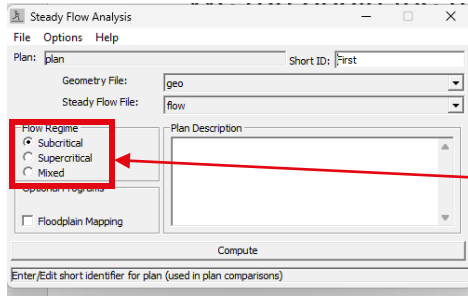 Steady Flow Analysis
File Options Help
Plan: plan Short ID: First
Geometry File: geo
Steady Flow File: flow
Flow Regime
Subcritical
Supercritical
Mixed
Plan Description
Optional Programs
Floodplain Mapping
Compute
Enter/Edit short identifier for plan (used in plan comparisons)